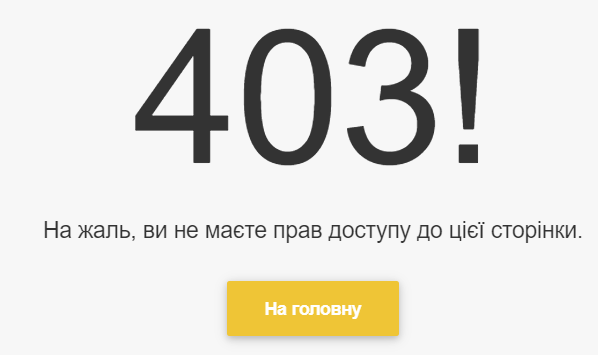 403!
На жаль, ви не маєте прав доступу до цієї сторінки.
На головну